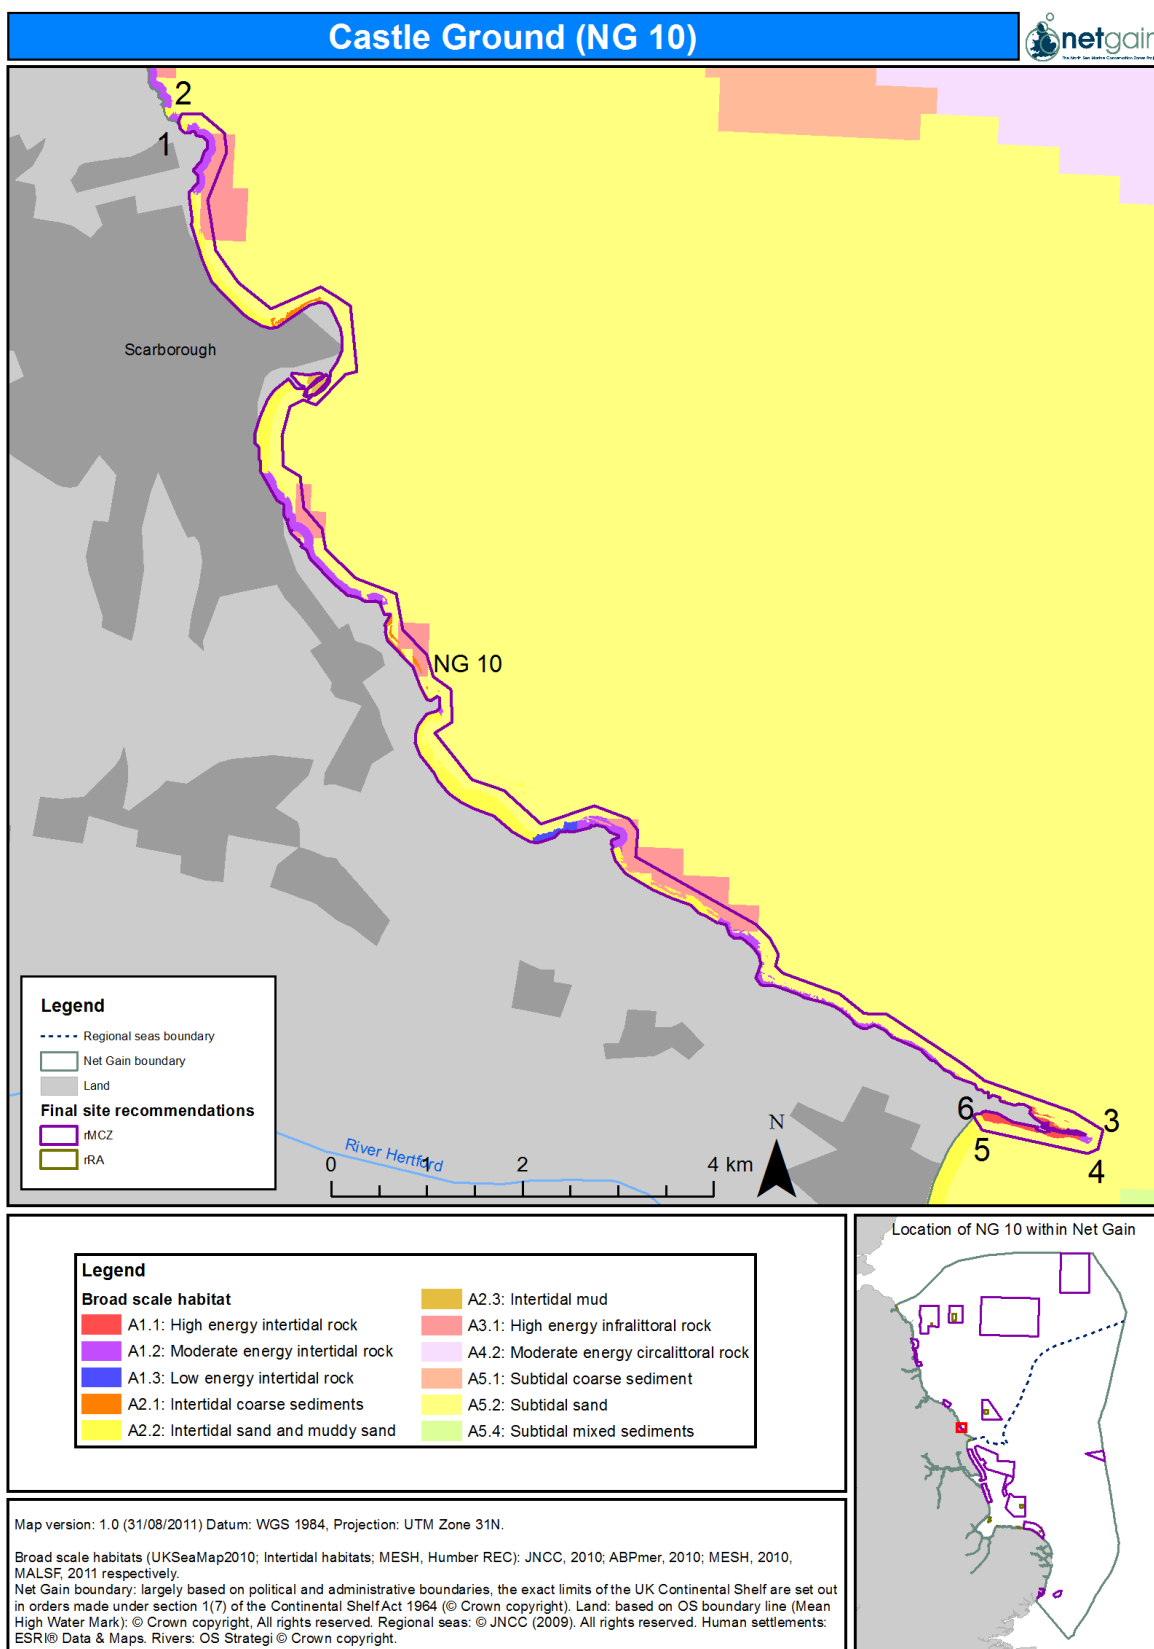 Castle Ground (NG 10)
netgain
The North Sea Marine Conservation Zones Proj
2
1
Scarborough
NG 10
3
6
5
4
N
River Hertford
0 1 2 4 km
Legend
Regional seas boundary
Net Gain boundary
Land
Final site recommendations
rMCZ
rRA
Legend
Broad scale habitat
A1.1: High energy intertidal rock
A1.2: Moderate energy intertidal rock
A1.3: Low energy intertidal rock
A2.1: Intertidal coarse sediments
A2.2: Intertidal sand and muddy sand
A2.3: Intertidal mud
A3.1: High energy infralittoral rock
A4.2: Moderate energy circalittoral rock
A5.1: Subtidal coarse sediment
A5.2: Subtidal sand
A5.4: Subtidal mixed sediments
Location of NG 10 within Net Gain
Map version: 1.0 (31/08/2011) Datum: WGS 1984, Projection: UTM Zone 31N.
Broad scale habitats (UKSeaMap2010; Intertidal habitats; MESH, Humber REC): JNCC, 2010; ABPmer, 2010; MESH, 2010,
MALSF, 2011 respectively.
Net Gain boundary: largely based on political and administrative boundaries, the exact limits of the UK Continental Shelf are set out
in orders made under section 1(7) of the Continental Shelf Act 1964 (© Crown copyright). Land: based on OS boundary line (Mean
High Water Mark): © Crown copyright, All rights reserved. Regional seas: © JNCC (2009). All rights reserved. Human settlements:
ESRI® Data & Maps. Rivers: OS Strategi © Crown copyright.